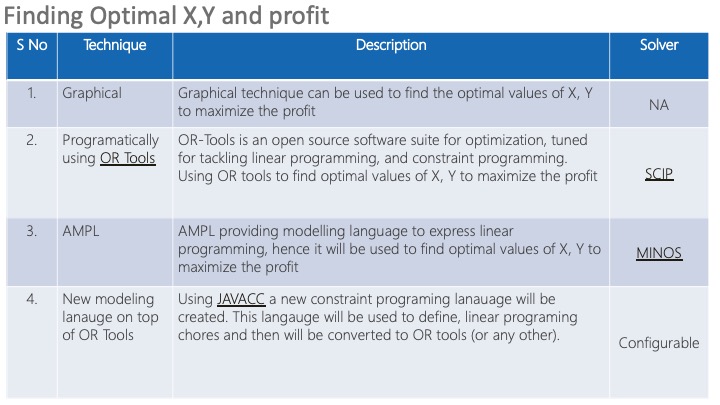 Finding Optimal X,Y and profit
S No Technique Description Solver
1. Graphical Graphical technique can be used to find the optimal values of X, Y
to maximize the profit
NA
2. Programatically
using OR Tools
OR-Tools is an open source software suite for optimization, tuned
for tackling linear programming, and constraint programming.
Using OR tools to find optimal values of X, Y to maximize the profit
SCIP
3. AMPL
AMPL providing modelling language to express linear
programming, hence it will be used to find optimal values of X, Y to
maximize the profit
MINOS
4. New modeling
lanauge on top
of OR Tools
Using JAVACC a new constraint programing lanauage will be
created. This langauge will be used to define, linear programing
chores and then will be converted to OR tools (or any other).
Configurable